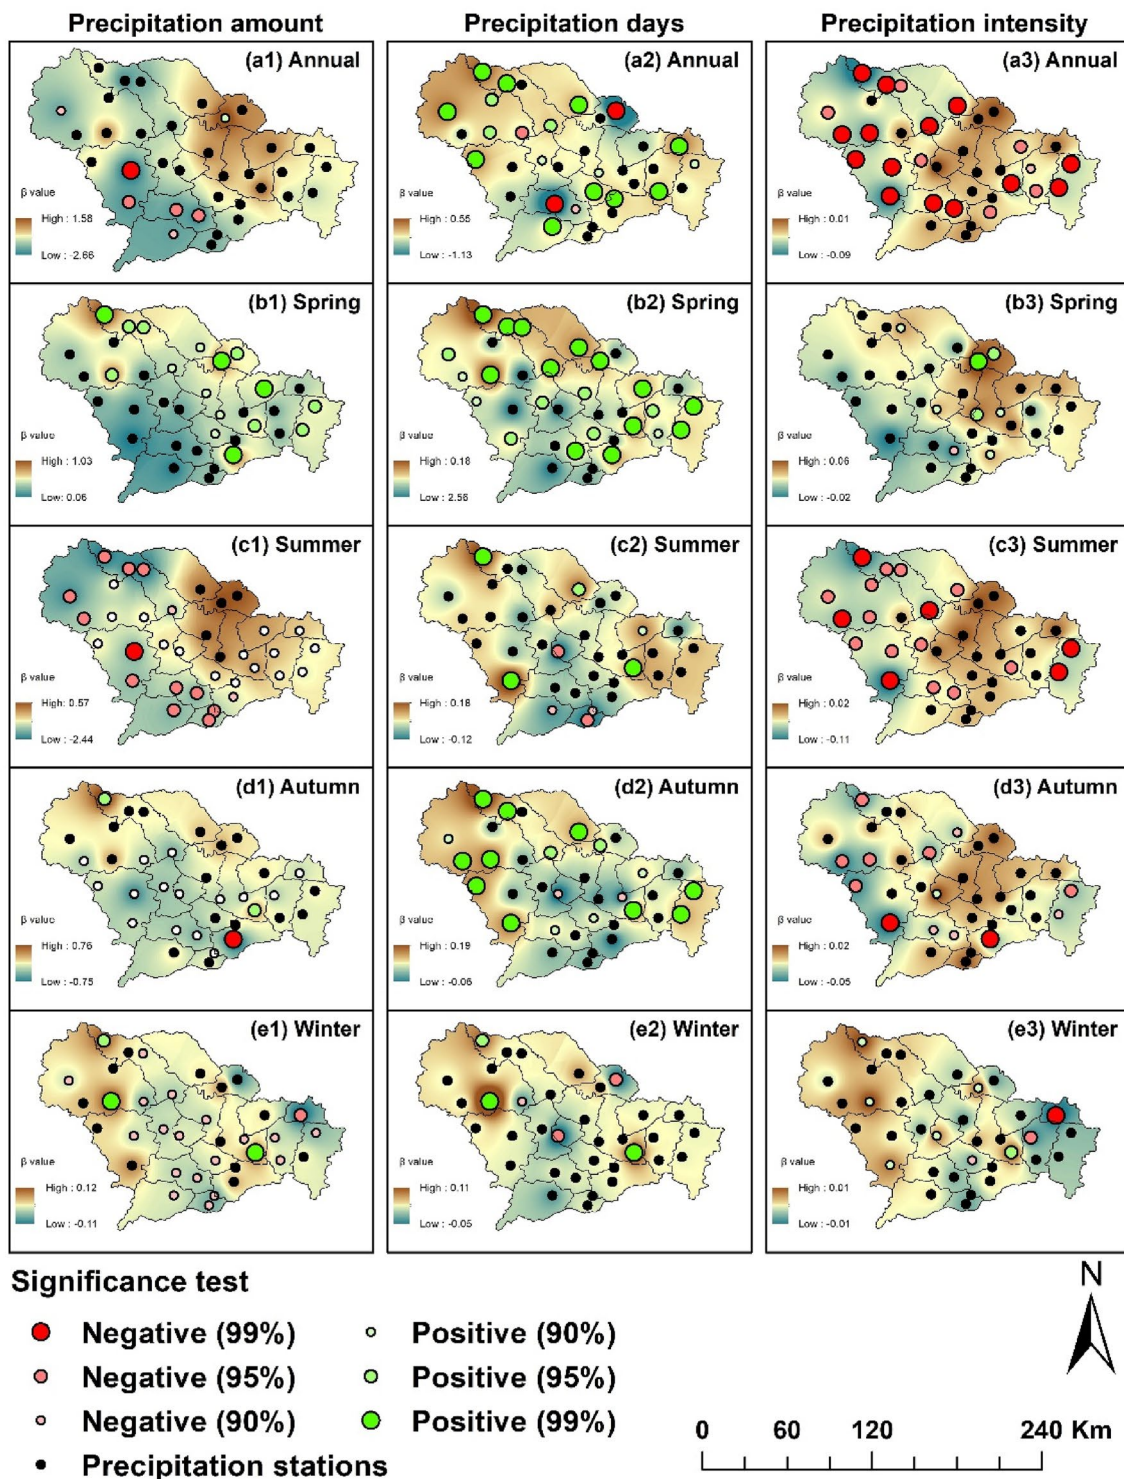 Precipitation amount Precipitation days Precipitation intensity
(a1) Annual (a2) Annual (a3) Annual
β value β value β value
High : 1.58 High : 0.55 High : 0.01
Low : -2.66 Low : -1.13 Low : -0.09
(b1) Spring (b2) Spring (b3) Spring
β value β value β value
High : 1.03 High : 0.18 High : 0.06
Low: 0.06 Low : 2.56 Low : -0.02
(c1) Summer (c2) Summer (c3) Summer
β value β value β value
High: 0.57 High : 0.18 High : 0.02
Low : -2.44 Low : -0.12 Low : -0.11
(d1) Autumn (d2) Autumn (d3) Autumn
β value β value β value
High : 0.76 High : 0.19 High : 0.02
Low : -0.75 Low : -0.06 Low : -0.05
(e1) Winter (e2) Winter (e3) Winter
β value β value β value
High : 0.12 High : 0.11 High : 0.01
Low : -0.11 Low : -0.05 Low : -0.01
Significance test
N
Negative (99%) Positive (90%)
Negative (95%) Positive (95%)
Negative (90%) Positive (99%)
Precipitation stations
0 60 120 240 Km